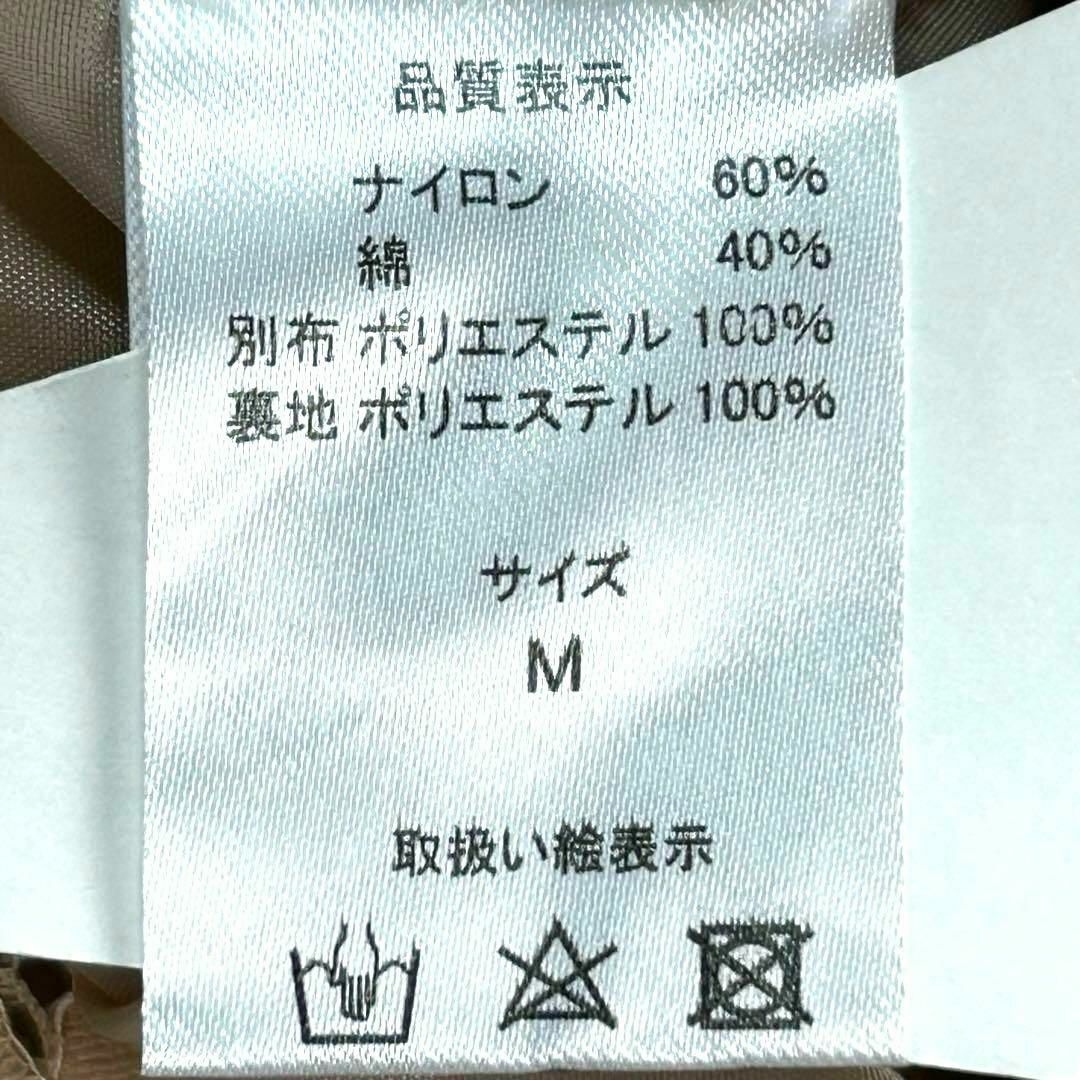 品質表示
ナイロン 60%
綿 40%
別布 ポリエステル 100%
裏地 ポリエステル 100%
サイズ
M
取扱い絵表示